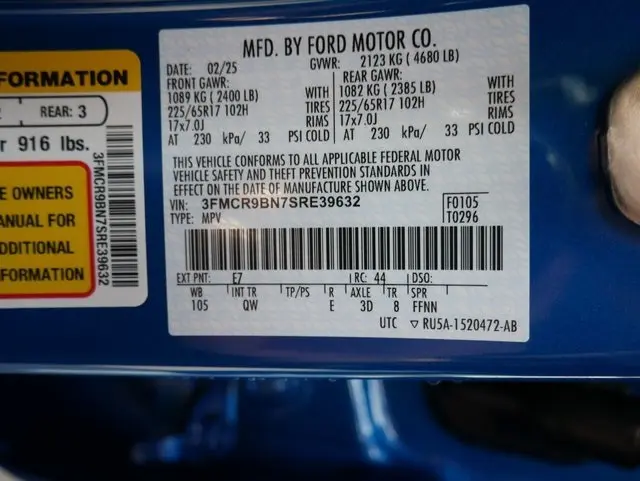 FORMATION
REAR: 3
916 lbs.
E OWNERS
MANUAL FOR
ADDITIONAL
FORMATION
3FMCR9BN7SRE39632
MFD. BY FORD MOTOR CO.
DATE: 02/25 GVWR: 2123 KG ( 4680 LB)
FRONT GAWR: REAR GAWR:
1089 KG ( 2400 LB) WITH 1082 KG ( 2385 LB) WITH
225/65R17 102H TIRES 225/65R17 102H TIRES
17x7.0J RIMS 17x7.0J RIMS
AT 230 kPa/ 33 PSI COLD AT 230 kPa/ 33 PSI COLD
THIS VEHICLE CONFORMS TO ALL APPLICABLE FEDERAL MOTOR
VEHICLE SAFETY AND THEFT PREVENTION STANDARDS IN
EFFECT ON THE DATE OF MANUFACTURE SHOWN ABOVE.
VIN: 3FMCR9BN7SRE39632 F0105
TYPE: MPV T0296
EXT PNT: E7 RC: 44 DSO:
WB INT TR TP/PS R AXLE TR SPR
105 QW E 3D 8 FFNN
UTC ▽ RU5A-1520472-AB